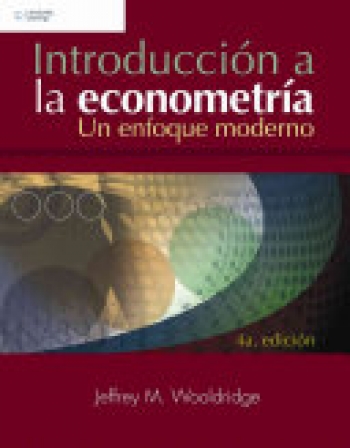 Introducción a
la econometría
Un enfoque moderno
4a. edición
Jeffrey M. Wooldridge